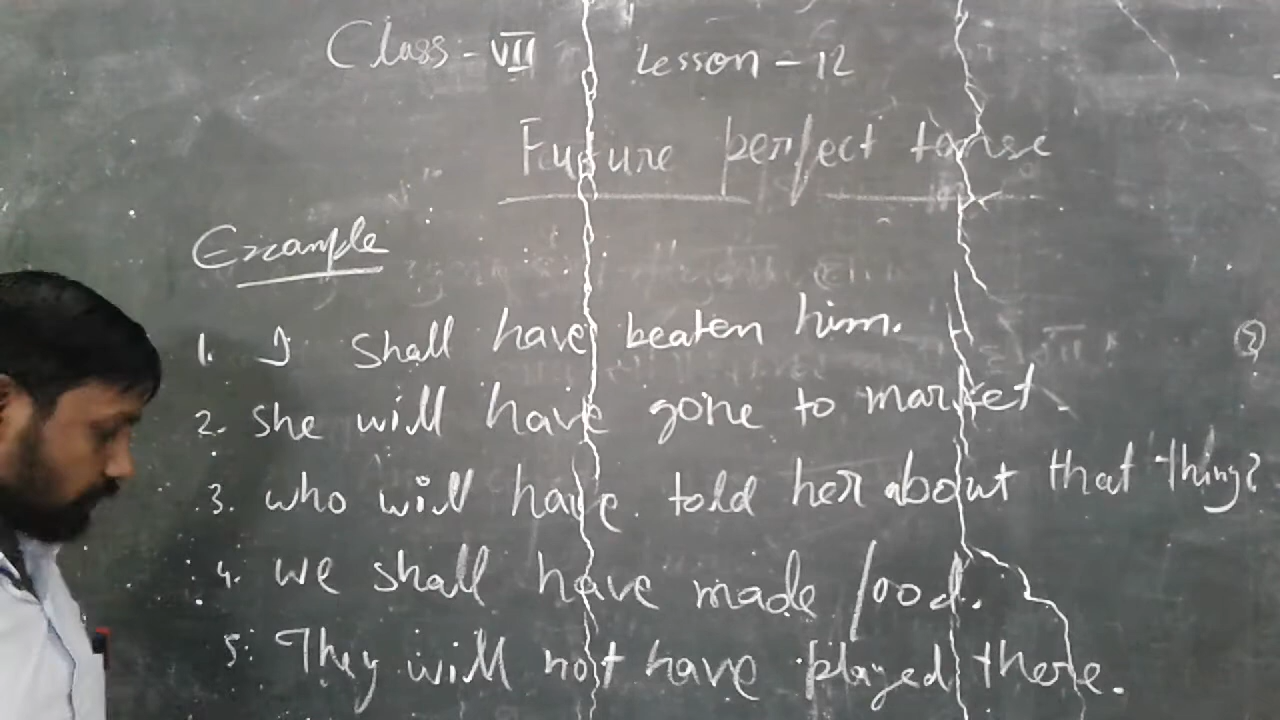 Class - VII Lesson - 12
Future perfect tense
Example
1. I shall have beaten him.
2. She will have gone to market.
3. who will have told her about that thing?
4. we shall have made food.
5. They will not have played there.